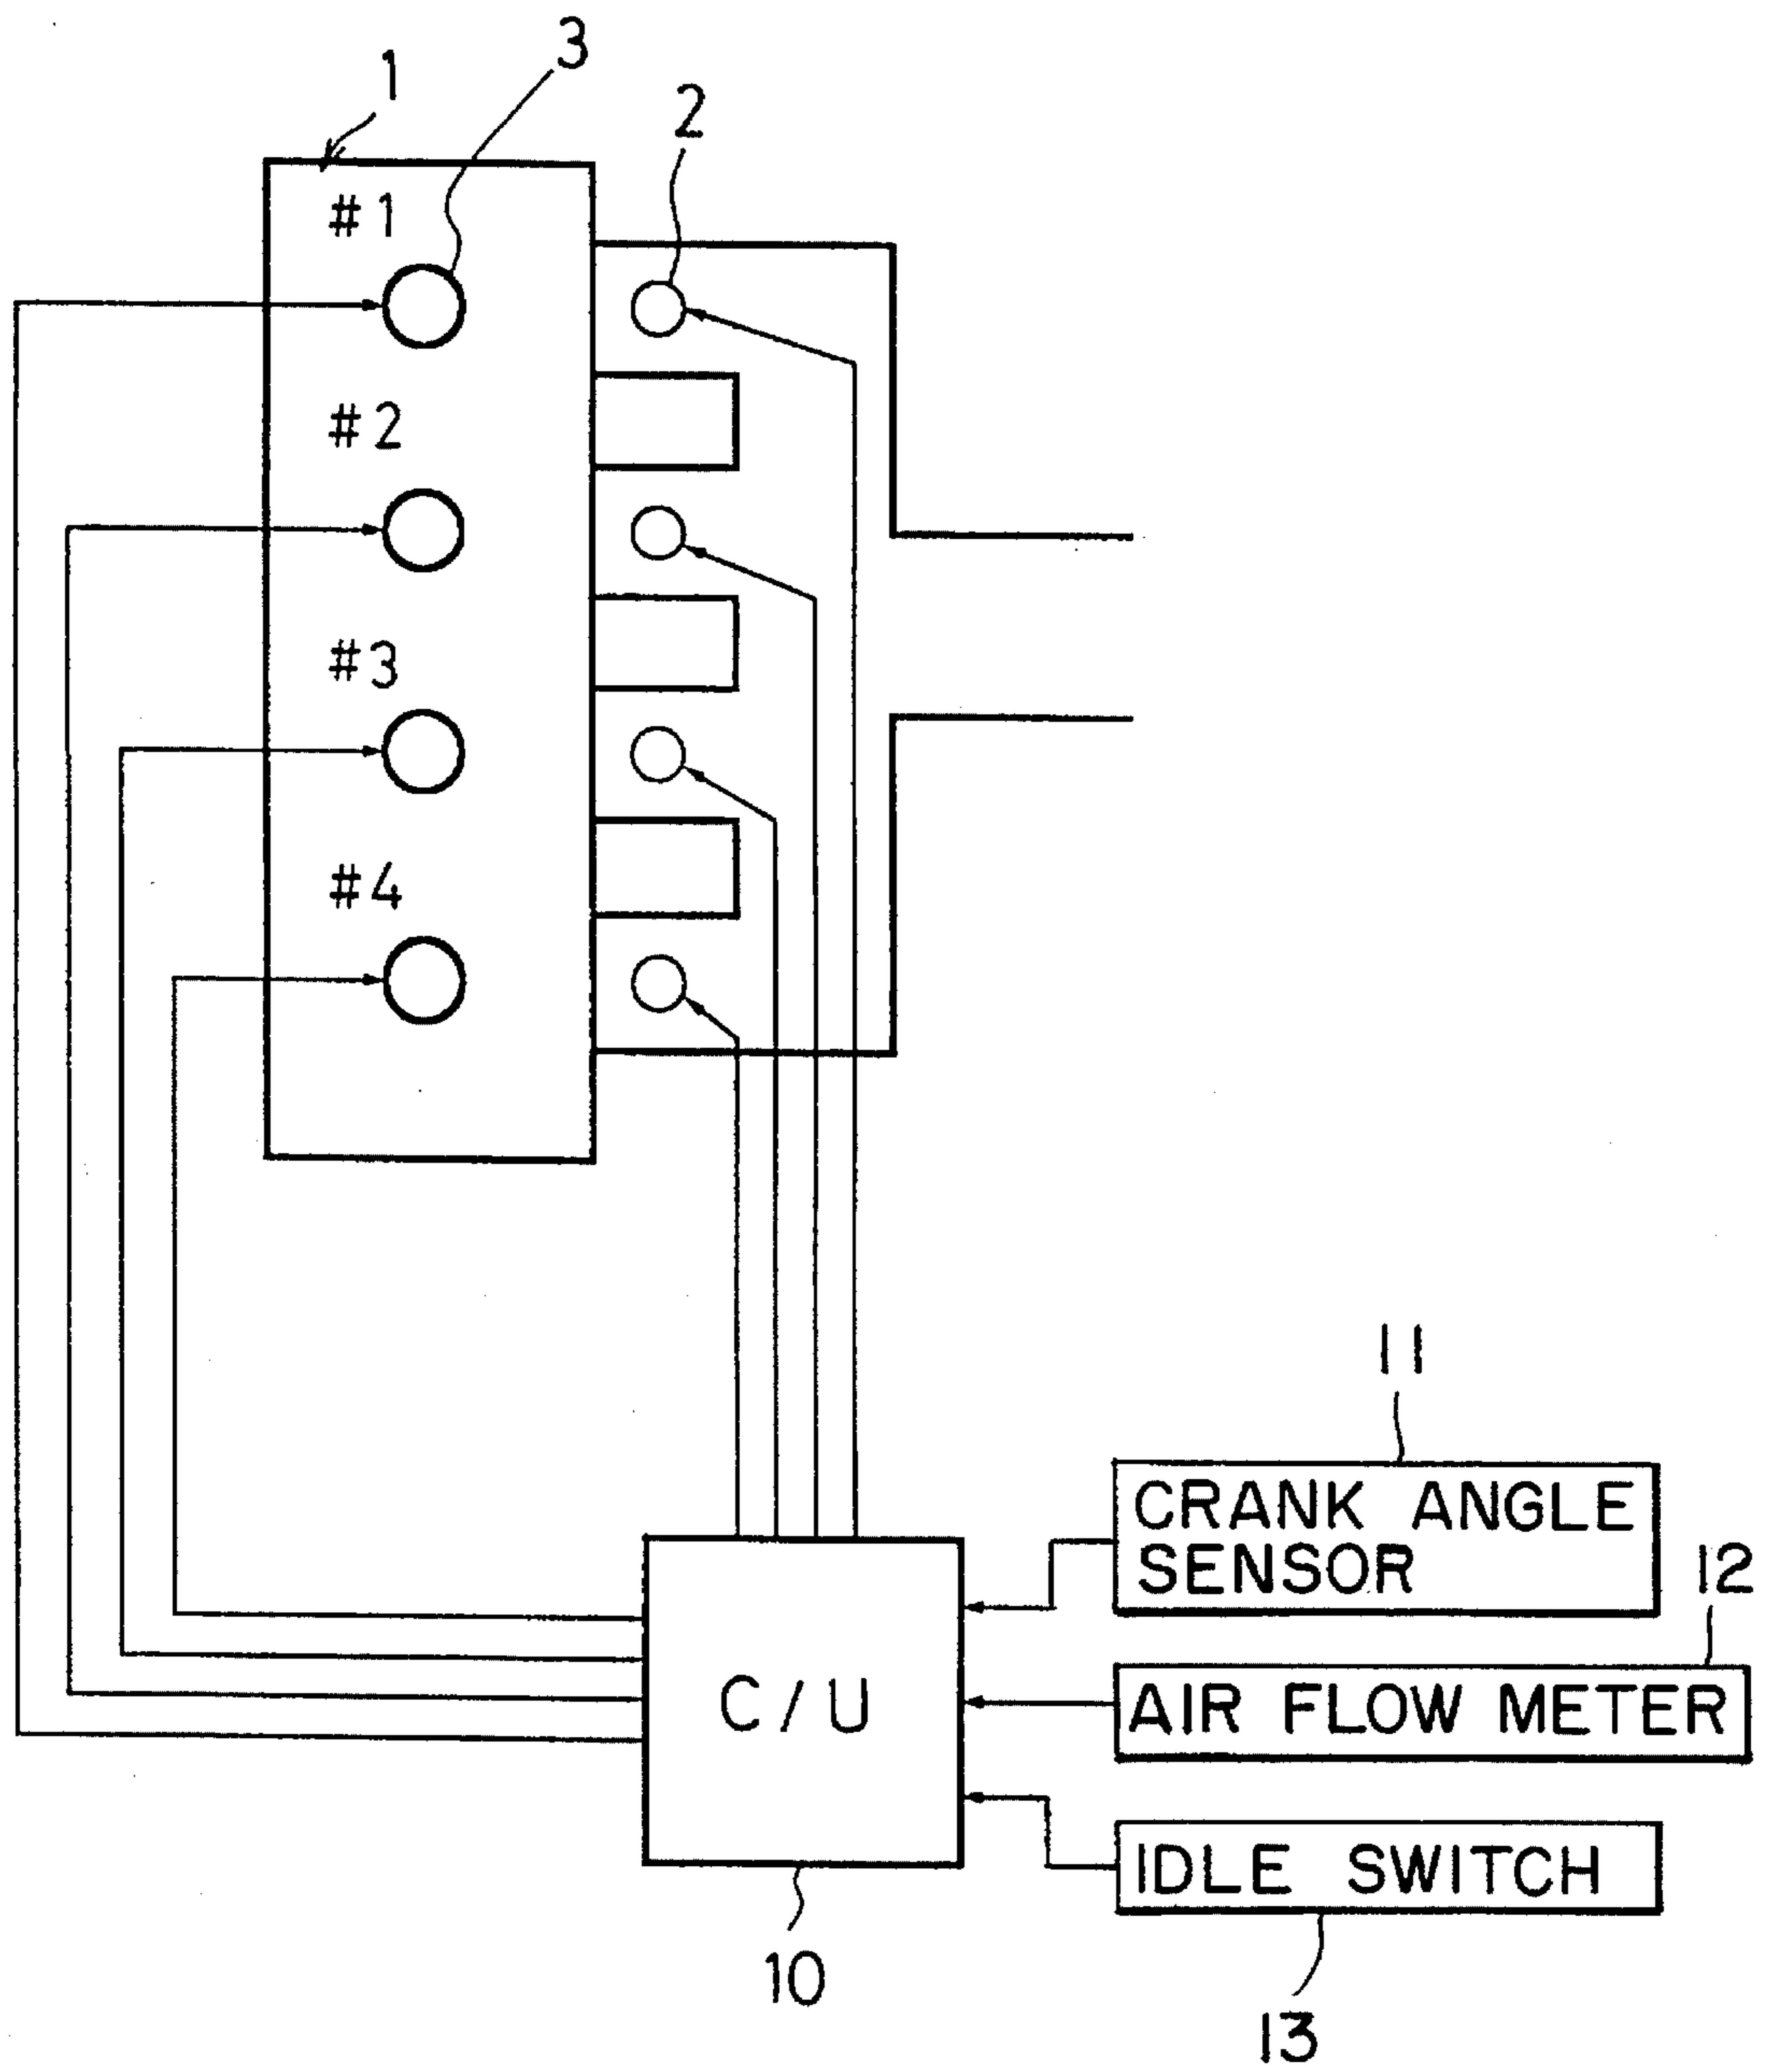 3
1
2
#1
#2
#3
#4
11
CRANK ANGLE
SENSOR
12
C/U
AIR FLOW METER
IDLE SWITCH
10
13